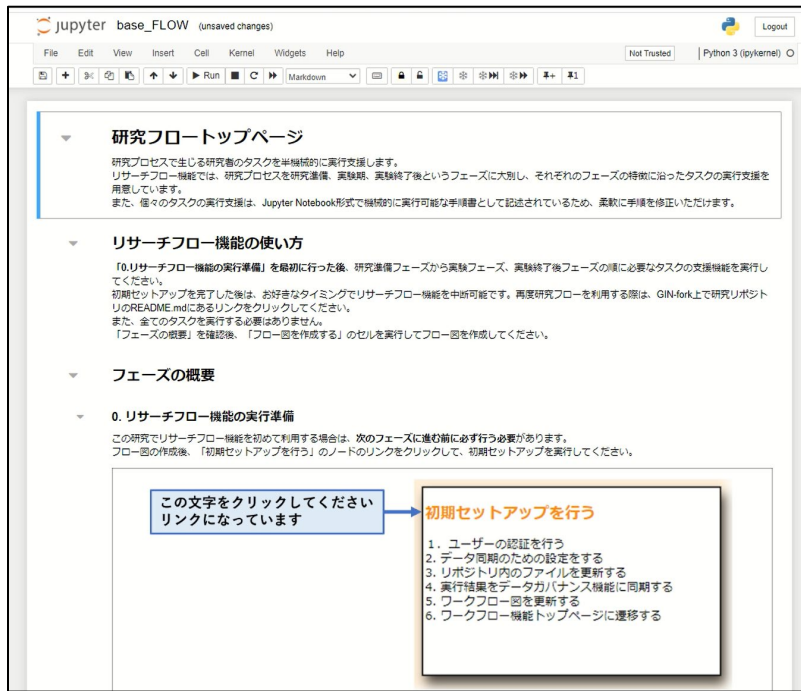 jupyter base_FLOW (unsaved changes)
Logout
File Edit View Insert Cell Kernel Widgets Help
Not Trusted
Python 3 (ipykernel)
Run
Markdown
研究フロートップページ
研究プロセスで生じる研究者のタスクを半機械的に実行支援します。
リサーチフロー機能では、研究プロセスを研究準備、実験期、実験終了後というフェーズに大別し、それぞれのフェーズの特徴に沿ったタスクの実行支援を
用意しています。
また、個々のタスクの実行支援は、Jupyter Notebook形式で機械的に実行可能な手順書として記述されているため、柔軟に手順を修正いただけます。
リサーチフロー機能の使い方
「0.リサーチフロー機能の実行準備」を最初に行った後、研究準備フェーズから実験フェーズ、実験終了後フェーズの順に必要なタスクの支援機能を実行し
てください。
初期セットアップを完了した後は、お好きなタイミングでリサーチフロー機能を中断可能です。再度研究フローを利用する際は、GIN-fork上で研究リポジト
リのREADME.mdにあるリンクをクリックしてください。
また、全てのタスクを実行する必要はありません。
「フェーズの概要」を確認後、「フロー図を作成する」のセルを実行してフロー図を作成してください。
フェーズの概要
0. リサーチフロー機能の実行準備
この研究でリサーチフロー機能を初めて利用する場合は、次のフェーズに進む前に必ず行う必要があります。
フロー図の作成後、「初期セットアップを行う」のノードのリンクをクリックして、初期セットアップを実行してください。
この文字をクリックしてください
リンクになっています
初期セットアップを行う
1. ユーザーの認証を行う
2. データ同期のための設定をする
3. リポジトリ内のファイルを更新する
4. 実行結果をデータガバナンス機能に同期する
5. ワークフロー図を更新する
6. ワークフロー機能トップページに遷移する